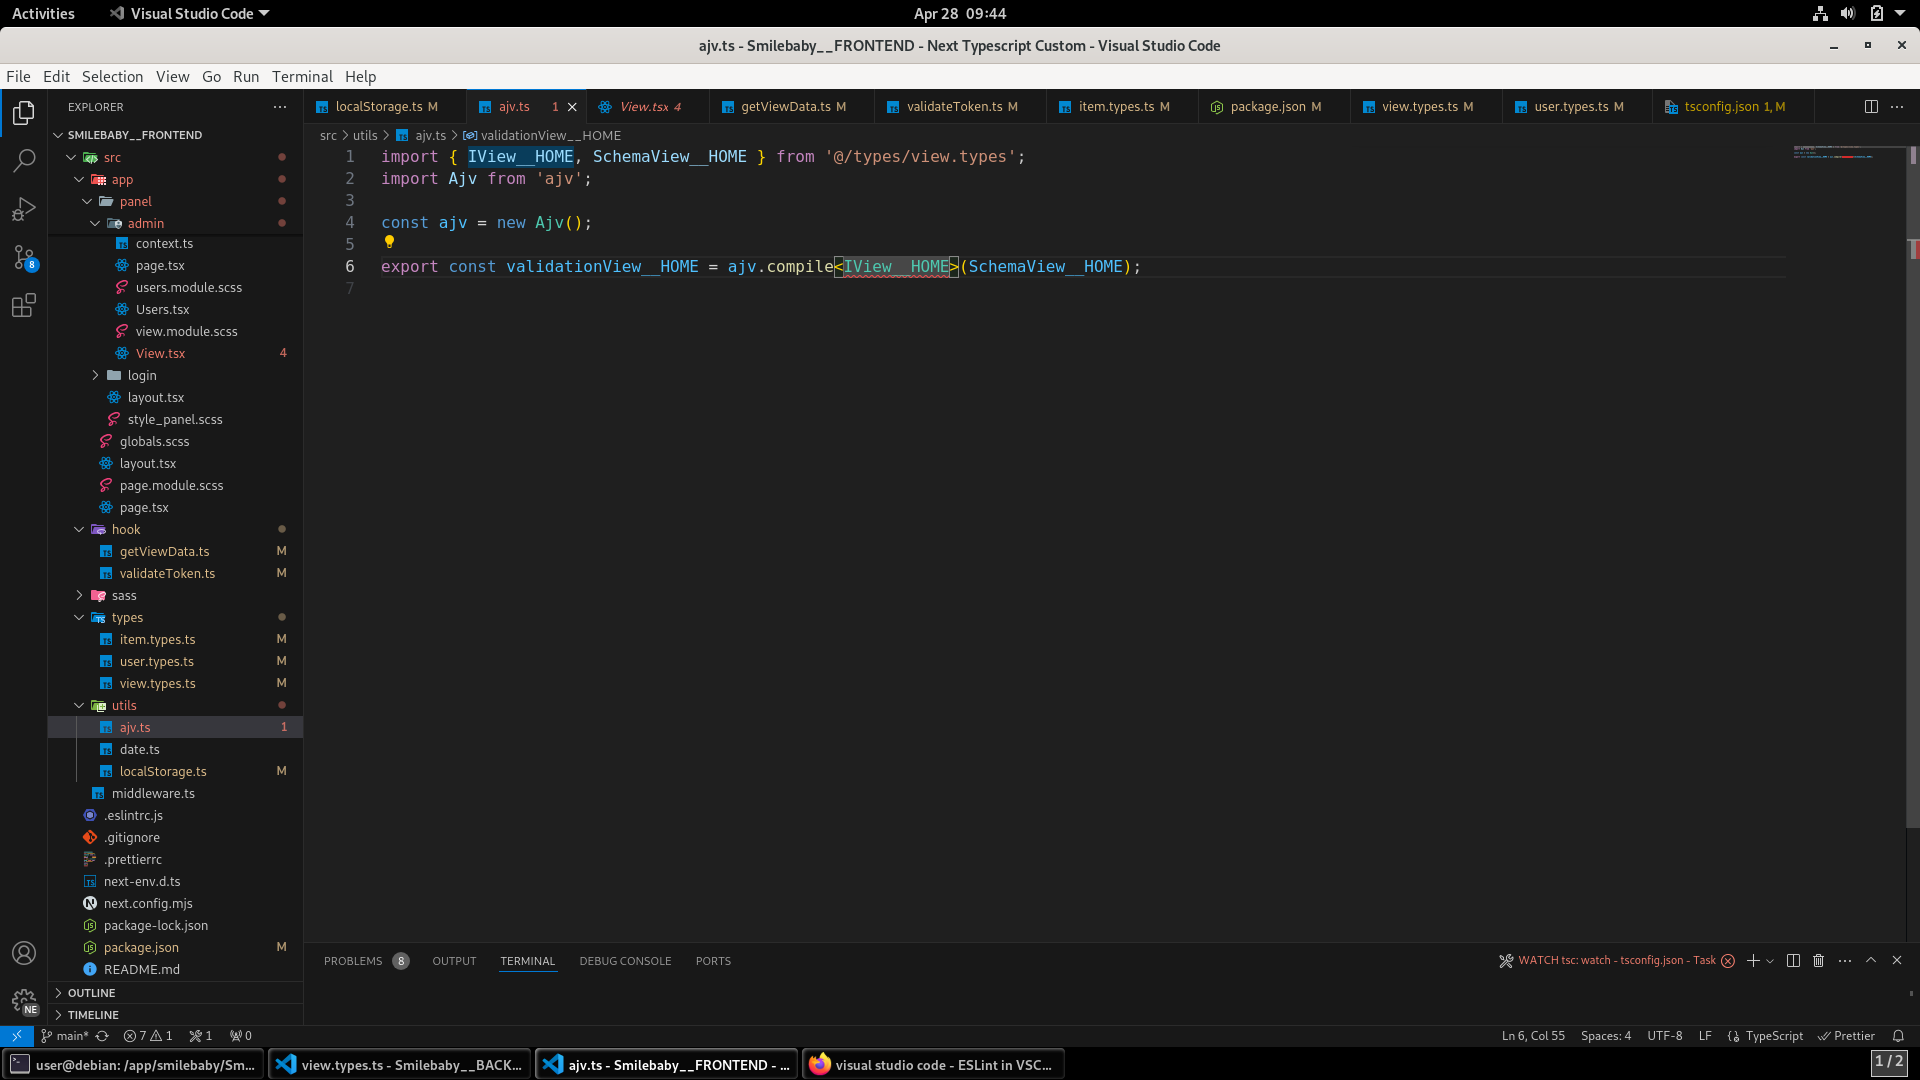 Activities
Visual Studio Code
Apr 28 09:44
ajv.ts - Smilebaby__FRONTEND - Next Typescript Custom - Visual Studio Code
File Edit Selection View Go Run Terminal Help
EXPLORER
localStorage.ts M
ajv.ts 1
View.tsx 4
getViewData.ts M
validateToken.ts M
item.types.ts M
package.json M
view.types.ts M
user.types.ts M
tsconfig.json 1, M
src > utils > ajv.ts > validationView__HOME
1 import { IView__HOME, SchemaView__HOME } from '@/types/view.types';
2 import Ajv from 'ajv';
3
4 const ajv = new Ajv();
5
6 export const validationView__HOME = ajv.compile<IView__HOME>(SchemaView__HOME);
7
SMILEBABY__FRONTEND
src
app
panel
admin
context.ts
page.tsx
users.module.scss
Users.tsx
view.module.scss
View.tsx 4
login
layout.tsx
style_panel.scss
globals.scss
layout.tsx
page.module.scss
page.tsx
hook
getViewData.ts M
validateToken.ts M
sass
types
item.types.ts M
user.types.ts M
view.types.ts M
utils
ajv.ts 1
date.ts
localStorage.ts M
middleware.ts
.eslintrc.js
.gitignore
.prettierrc
next-env.d.ts
next.config.mjs
package-lock.json
package.json M
README.md
OUTLINE
TIMELINE
8
NE
PROBLEMS 8 OUTPUT TERMINAL DEBUG CONSOLE PORTS
WATCH tsc: watch - tsconfig.json - Task
main* 7 1 1 0
Ln 6, Col 55 Spaces: 4 UTF-8 LF TypeScript Prettier
user@debian: /app/smilebaby/Sm...
view.types.ts - Smilebaby__BACK...
ajv.ts - Smilebaby__FRONTEND - ...
visual studio code - ESLint in VSC...
1 / 2